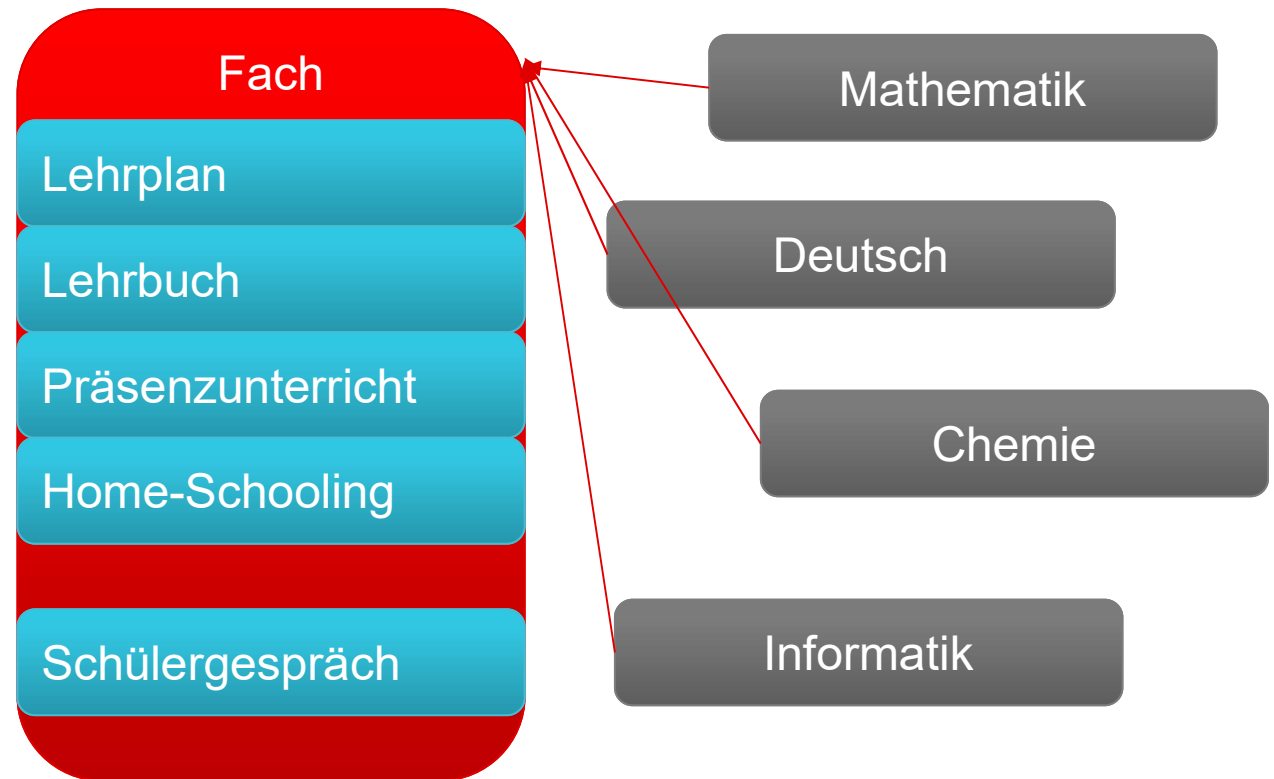 Fach
Lehrplan
Lehrbuch
Präsenzunterricht
Home-Schooling
Schülergespräch
Mathematik
Deutsch
Chemie
Informatik